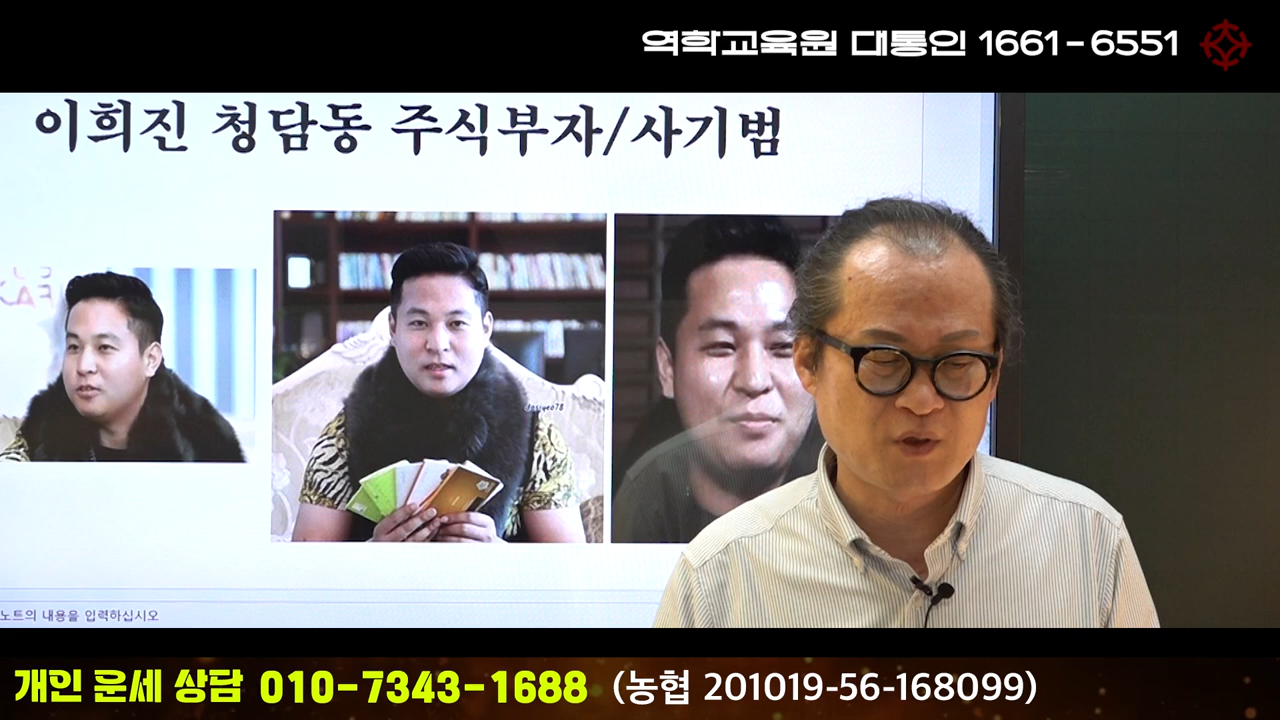 역학교육원 대통인 1661-6551
이희진 청담동 주식부자/사기범
노트의 내용을 입력하십시오
개인 운세 상담 010-7343-1688 (농협 201019-56-168099)